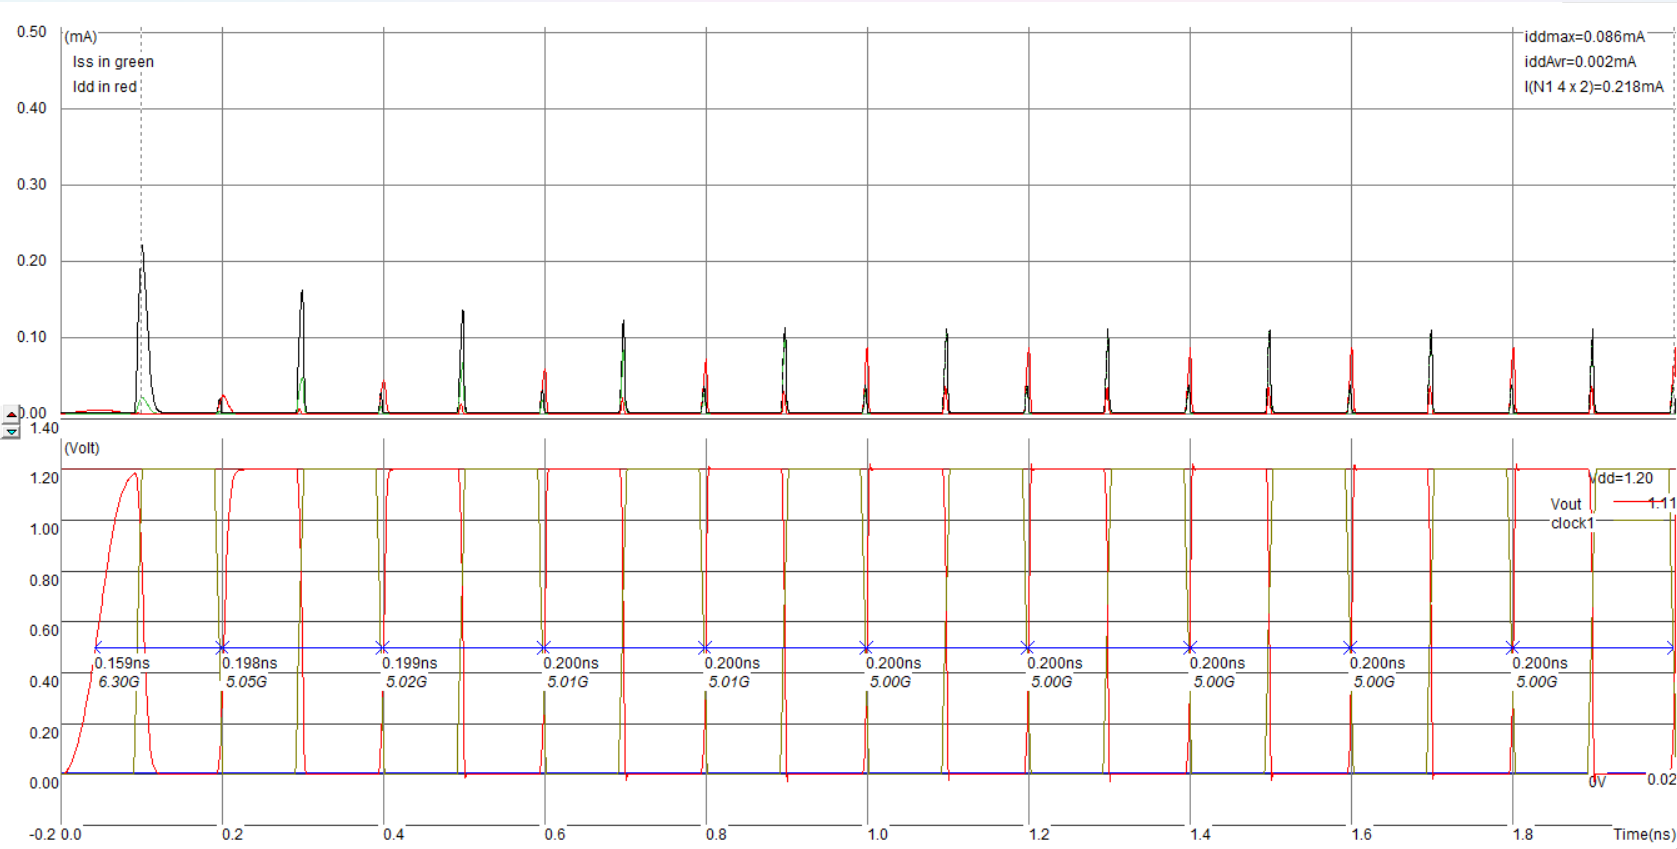 0.50 (mA) iddmax=0.086mA
Iss in green iddAvr=0.002mA
Idd in red I(N1 4 x 2)=0.218mA
0.40
0.30
0.20
0.10
0.00
1.40
(Volt)
1.20 Vdd=1.20
Vout 1.11
clock1
1.00
0.80
0.60
0.159ns 0.198ns 0.199ns 0.200ns 0.200ns 0.200ns 0.200ns 0.200ns 0.200ns 0.200ns
0.40 6.30G 5.05G 5.02G 5.01G 5.01G 5.00G 5.00G 5.00G 5.00G 5.00G
0.20
0.00 0V 0.02
-0.2 0.0 0.2 0.4 0.6 0.8 1.0 1.2 1.4 1.6 1.8 Time(ns)